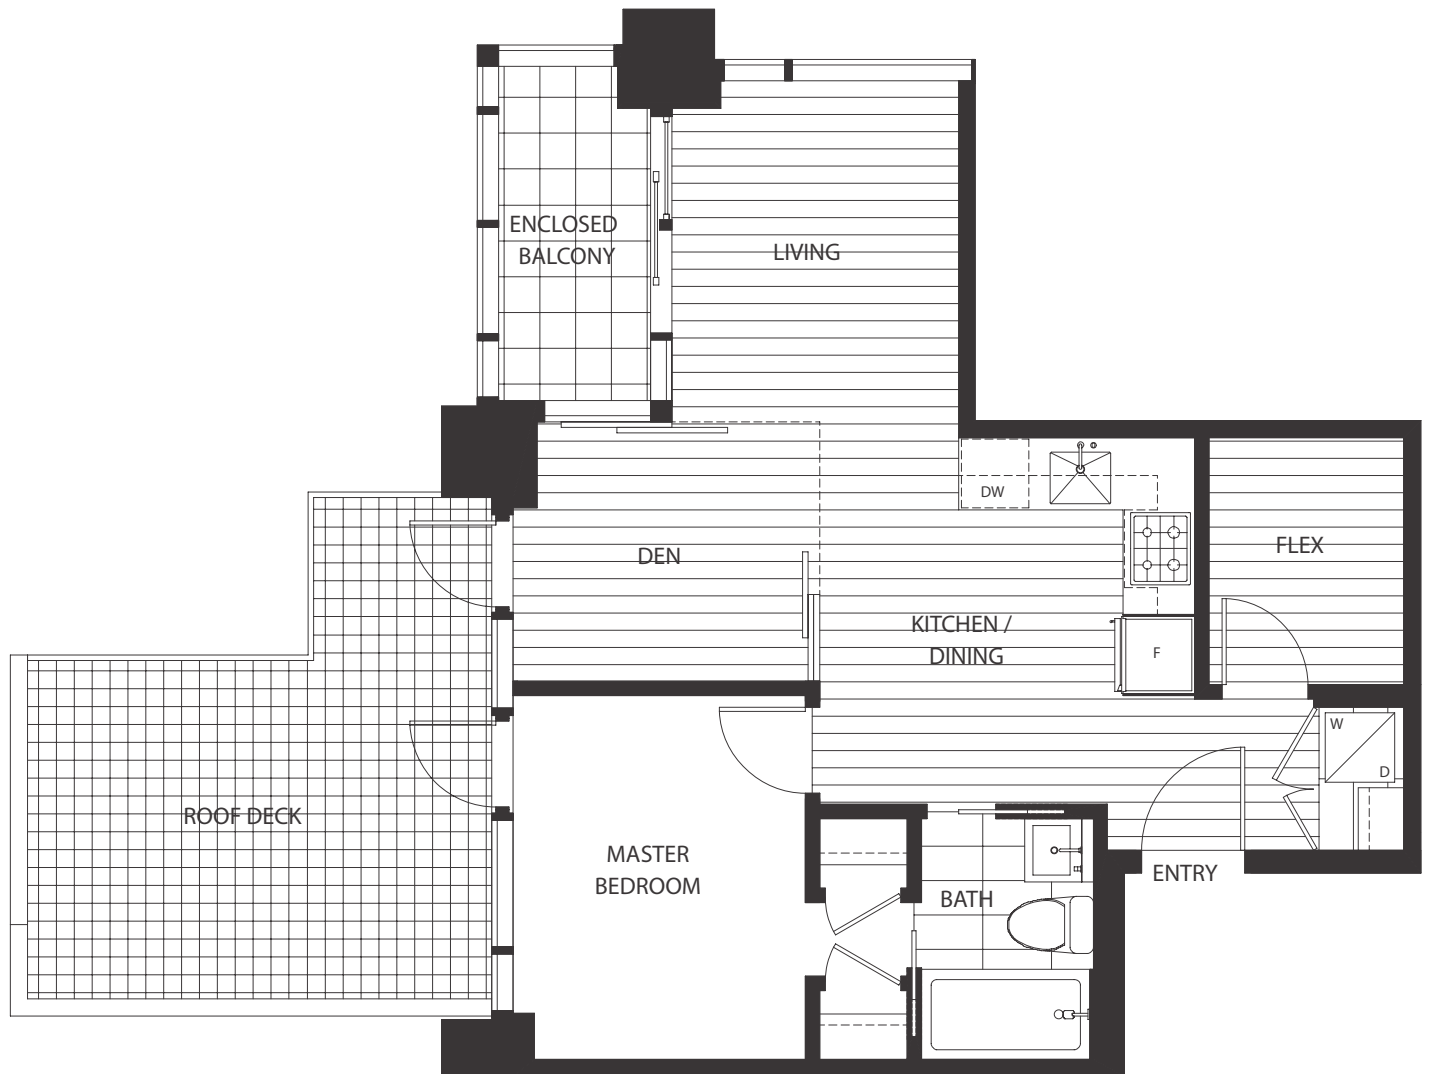 ENCLOSED
BALCONY
LIVING
DW
DEN
FLEX
KITCHEN /
DINING
F
W
D
ROOF DECK
MASTER
BEDROOM
BATH
ENTRY